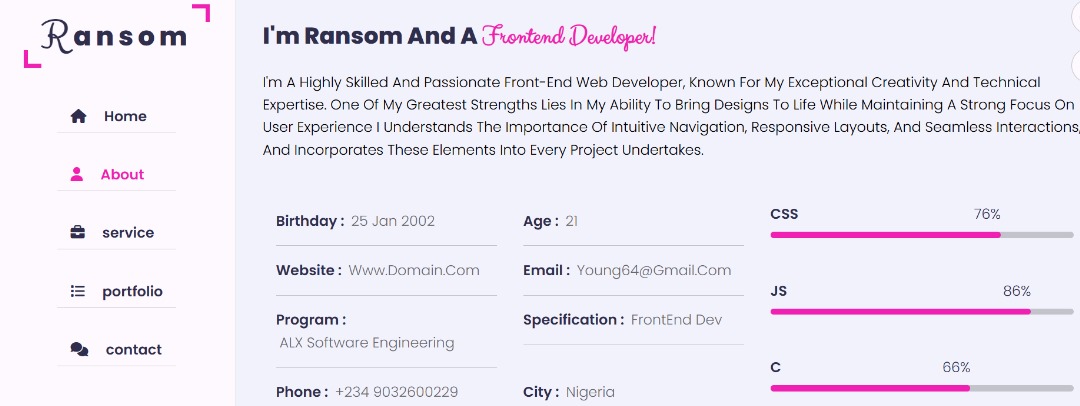 Ransom
Home
About
service
portfolio
contact
I'm Ransom And A Frontend Developer!
I'm A Highly Skilled And Passionate Front-End Web Developer, Known For My Exceptional Creativity And Technical
Expertise. One Of My Greatest Strengths Lies In My Ability To Bring Designs To Life While Maintaining A Strong Focus On
User Experience I Understands The Importance Of Intuitive Navigation, Responsive Layouts, And Seamless Interactions,
And Incorporates These Elements Into Every Project Undertakes.
Birthday : 25 Jan 2002
Age : 21
Website : Www.Domain.Com
Email : Young64@Gmail.Com
Program :
ALX Software Engineering
Specification : FrontEnd Dev
Phone : +234 9032600229
City : Nigeria
CSS 76%
JS 86%
C 66%